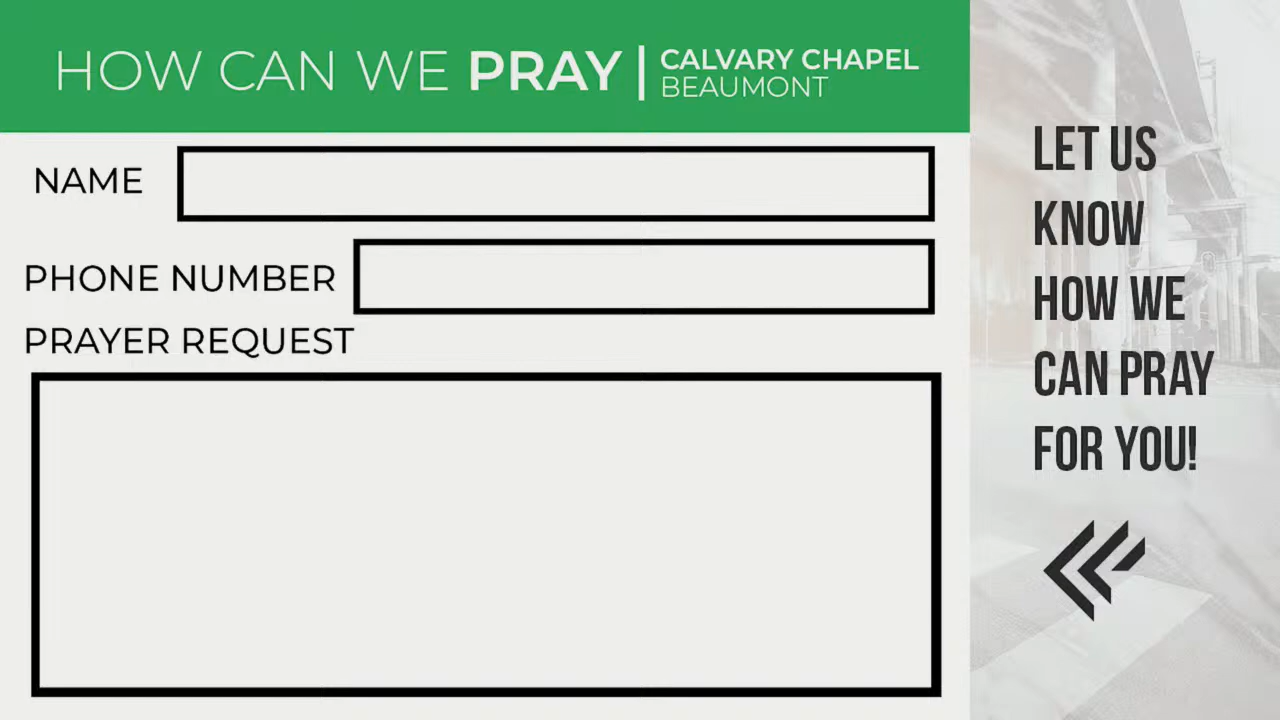 HOW CAN WE PRAY | CALVARY CHAPEL
BEAUMONT
NAME
PHONE NUMBER
PRAYER REQUEST
LET US
KNOW
HOW WE
CAN PRAY
FOR YOU!